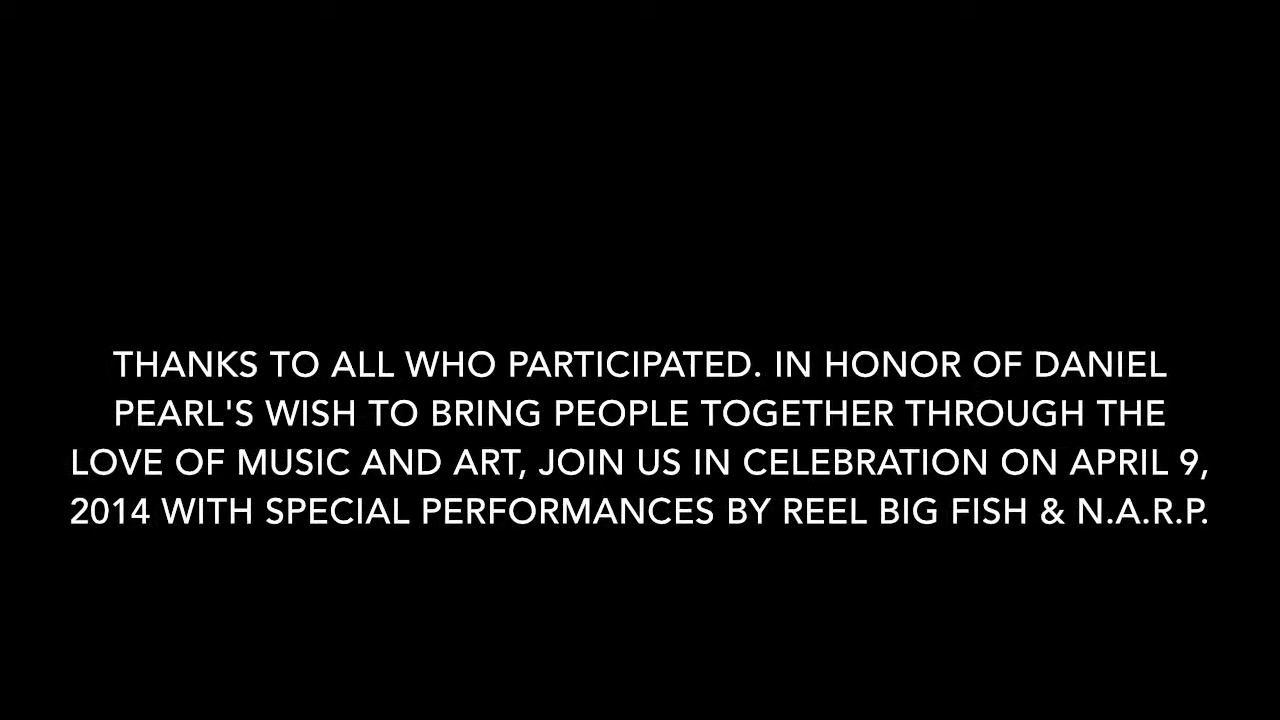 THANKS TO ALL WHO PARTICIPATED. IN HONOR OF DANIEL
PEARL'S WISH TO BRING PEOPLE TOGETHER THROUGH THE
LOVE OF MUSIC AND ART, JOIN US IN CELEBRATION ON APRIL 9,
2014 WITH SPECIAL PERFORMANCES BY REEL BIG FISH & N.A.R.P.